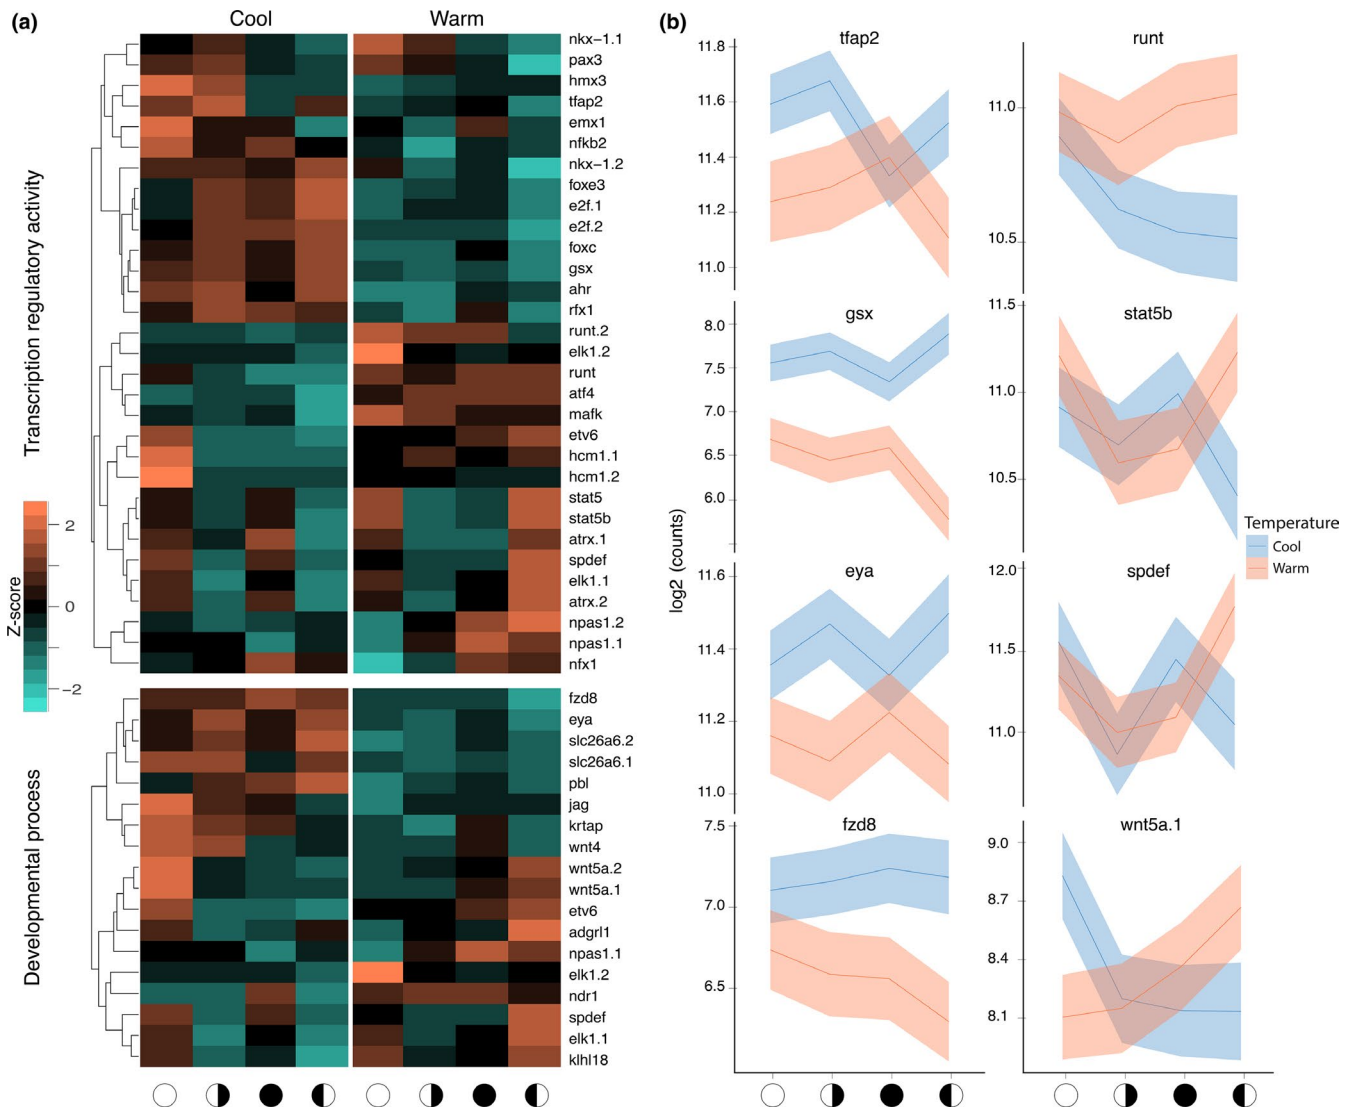 (a)
Cool
Warm
Transcription regulatory activity
nkx-1.1
pax3
hmx3
tfap2
emx1
nfkb2
nkx-1.2
foxe3
e2f.1
e2f.2
foxc
gsx
ahr
rfx1
runt.2
elk1.2
runt
atf4
mafk
etv6
hcm1.1
hcm1.2
stat5
stat5b
atrx.1
spdef
elk1.1
atrx.2
npas1.2
npas1.1
nfx1
Z-score
2
0
-2
Developmental process
fzd8
eya
slc26a6.2
slc26a6.1
pbl
jag
krtap
wnt4
wnt5a.2
wnt5a.1
etv6
adgrl1
npas1.1
elk1.2
ndr1
spdef
elk1.1
klhl18
(b)
log2 (counts)
tfap2
11.8
11.6
11.4
11.2
11.0
runt
11.0
10.5
gsx
8.0
7.5
7.0
6.5
6.0
stat5b
11.5
11.0
10.5
eya
11.6
11.4
11.2
11.0
spdef
12.0
11.5
11.0
fzd8
7.5
7.0
6.5
wnt5a.1
9.0
8.7
8.4
8.1
Temperature
Cool
Warm